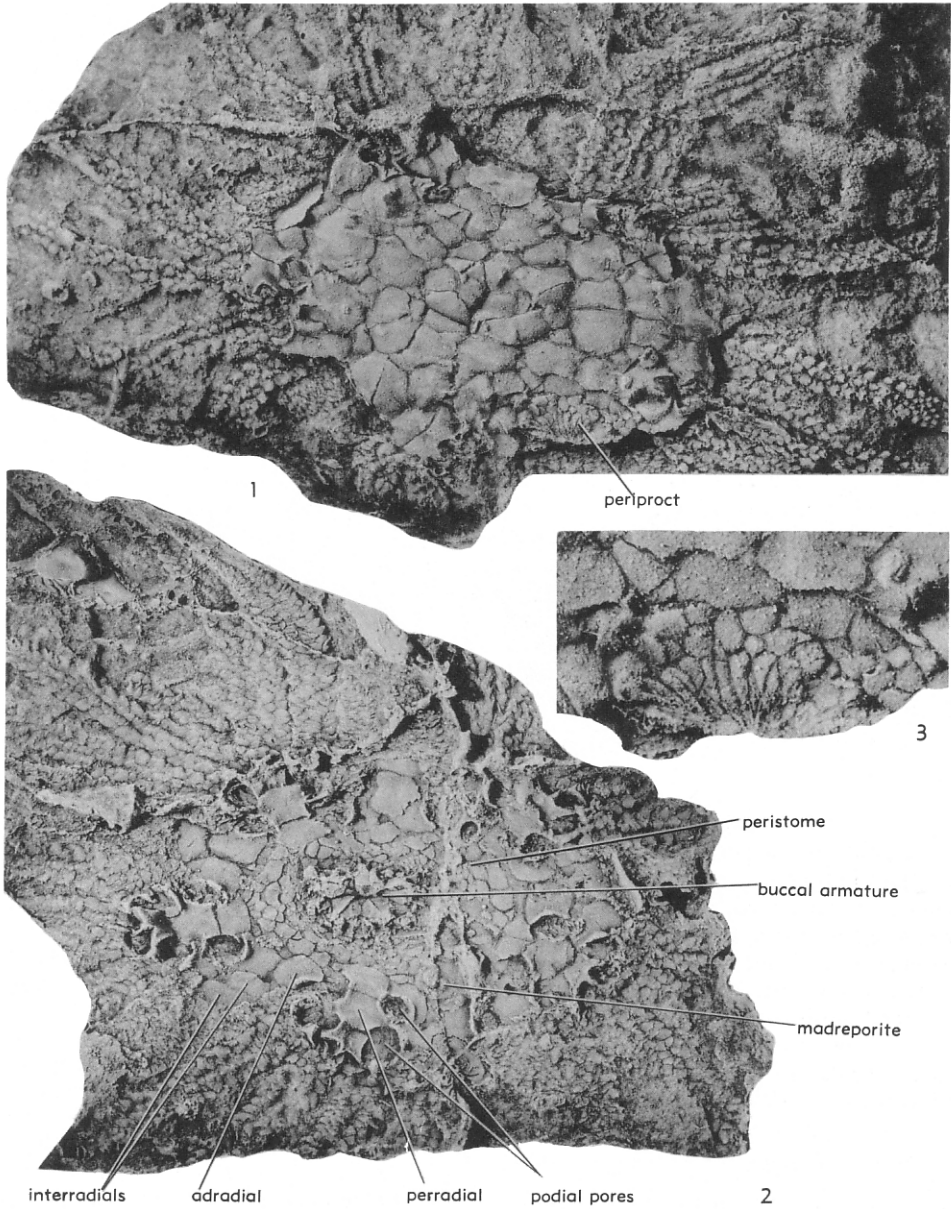 1
periproct
3
peristome
buccal armature
madreporite
interradials
adradial
perradial
podial pores
2